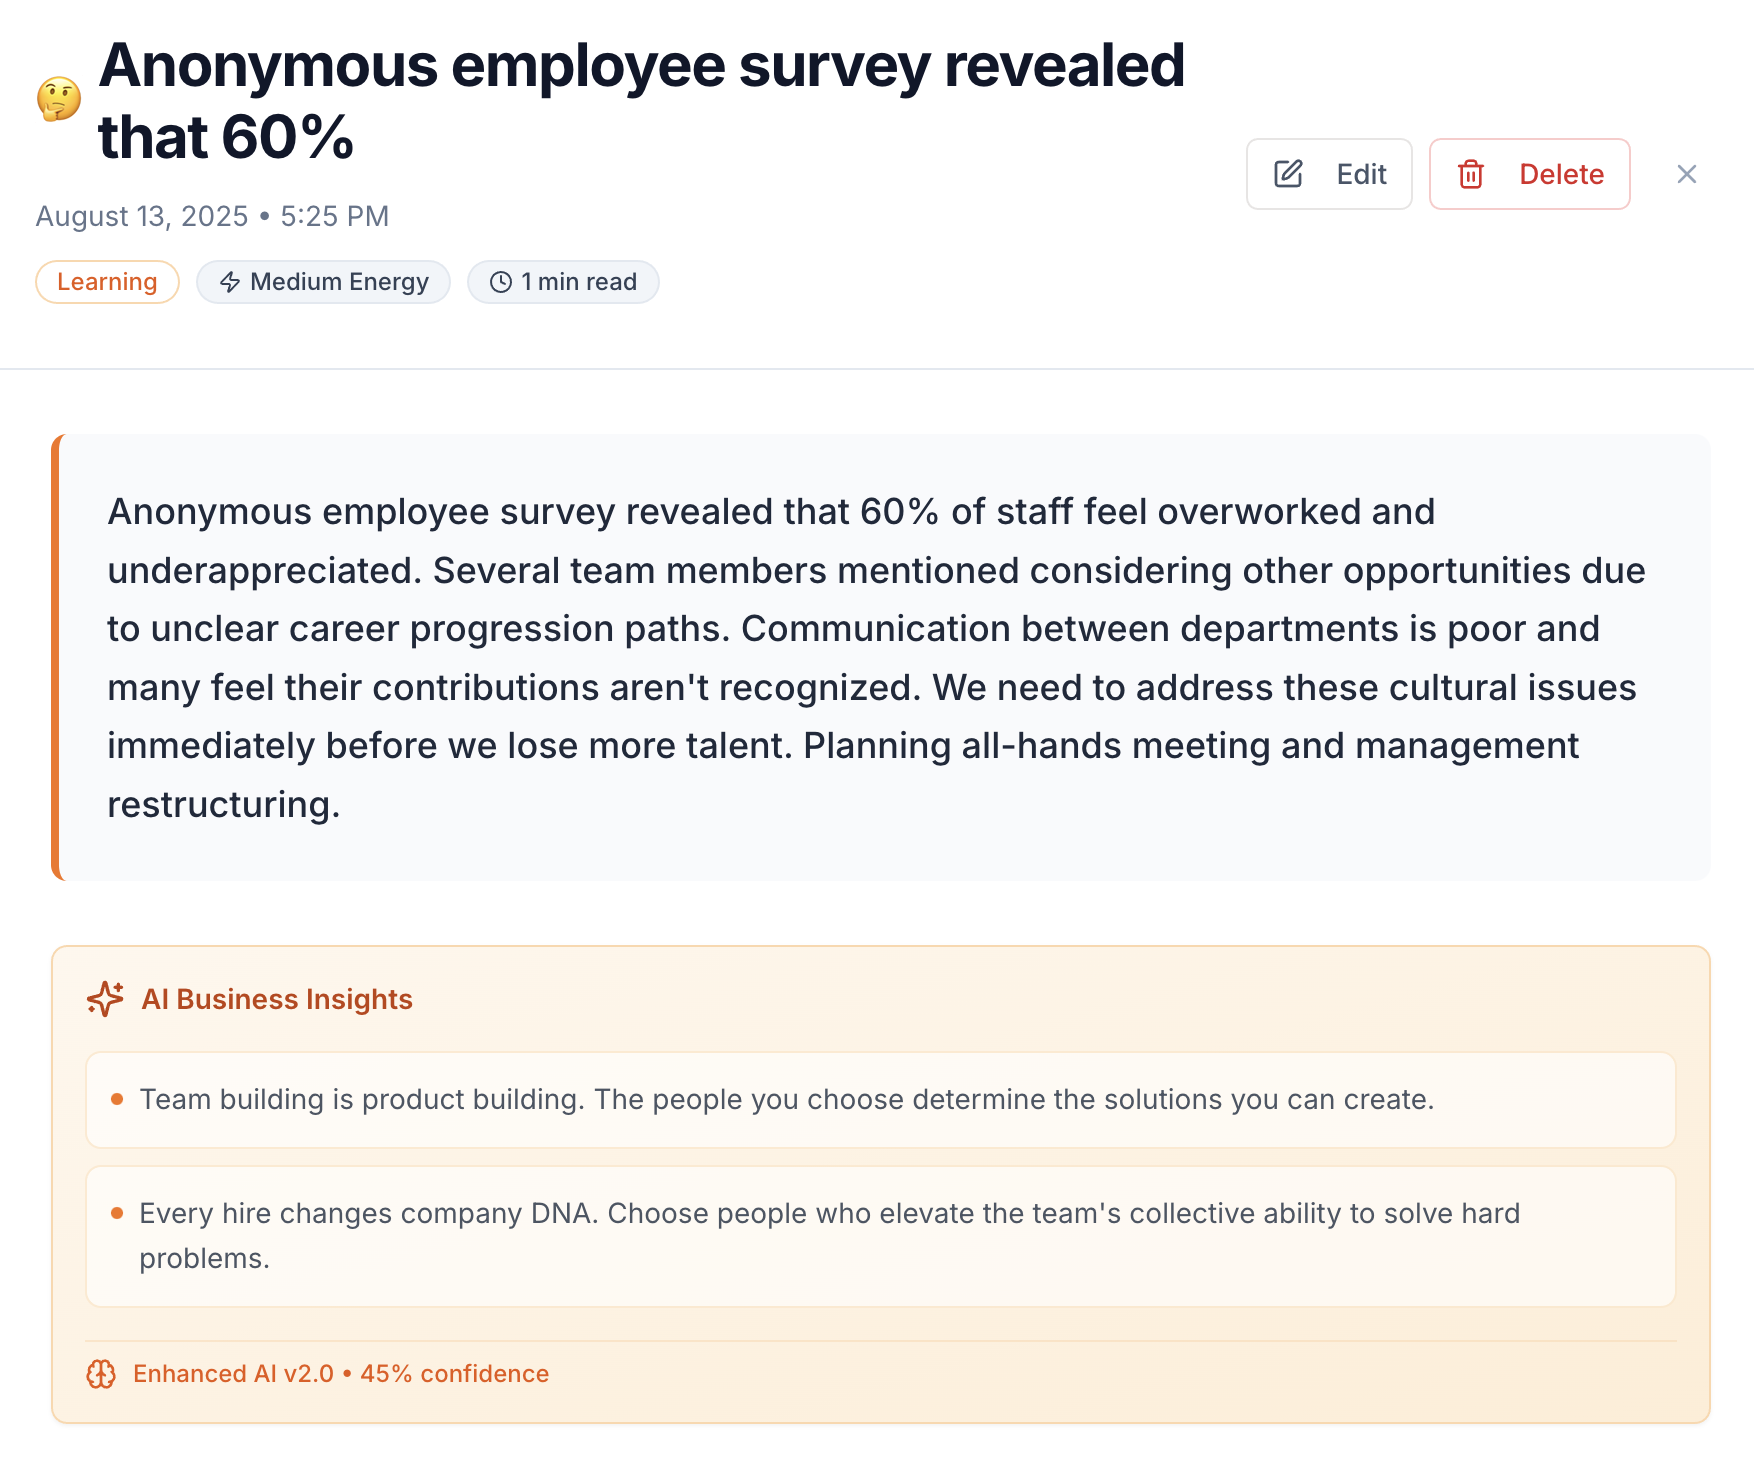 Anonymous employee survey revealed
that 60%
Edit
Delete
August 13, 2025 • 5:25 PM
Learning
Medium Energy
1 min read
Anonymous employee survey revealed that 60% of staff feel overworked and
underappreciated. Several team members mentioned considering other opportunities due
to unclear career progression paths. Communication between departments is poor and
many feel their contributions aren't recognized. We need to address these cultural issues
immediately before we lose more talent. Planning all-hands meeting and management
restructuring.
AI Business Insights
• Team building is product building. The people you choose determine the solutions you can create.
• Every hire changes company DNA. Choose people who elevate the team's collective ability to solve hard
problems.
Enhanced AI v2.0 • 45% confidence